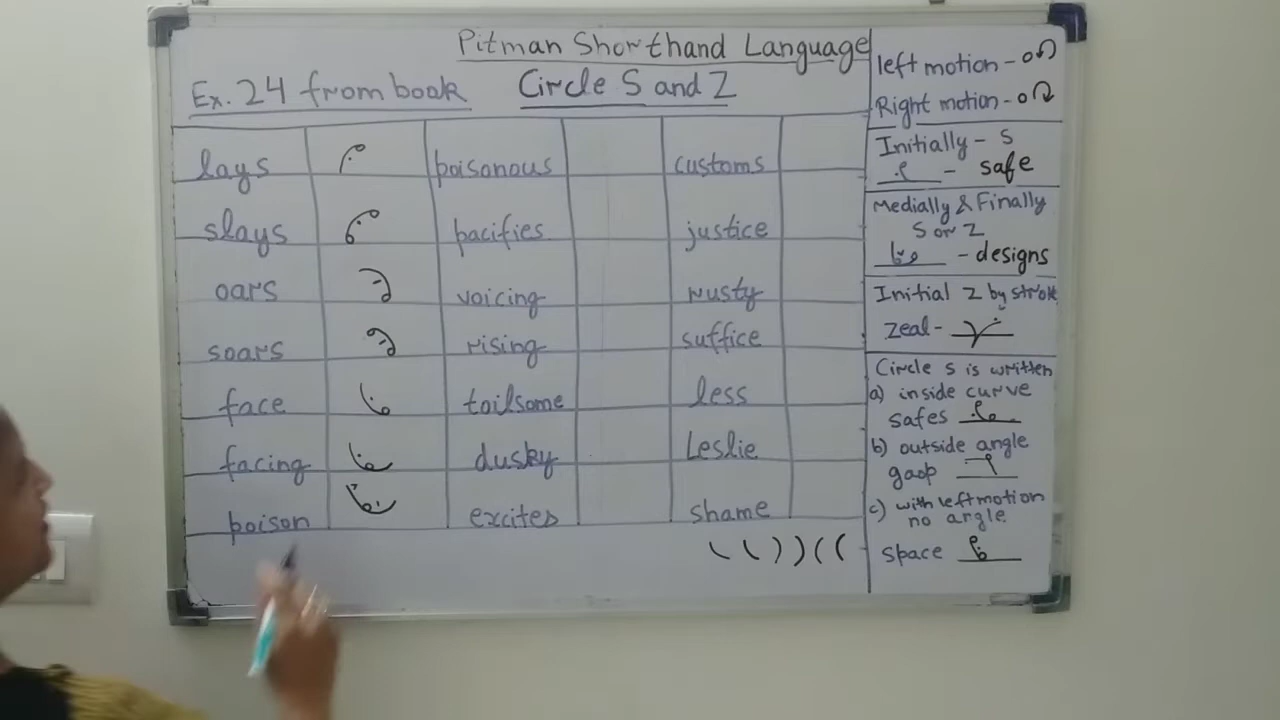 Pitman Shorthand Language
Ex. 24 from book
Circle S and Z
lays
poisonous
customs
slays
pacifies
justice
oars
voicing
rusty
soars
rising
suffice
face
toilsome
less
facing
dusky
Leslie
poison
excites
shame
left motion -
Right motion -
Initially - S
- safe
Medially & Finally
S or Z
- designs
Initial Z by stroke
Zeal -
Circle S is written
a) inside curve
safes
b) outside angle
c) with left motion
no angle
space